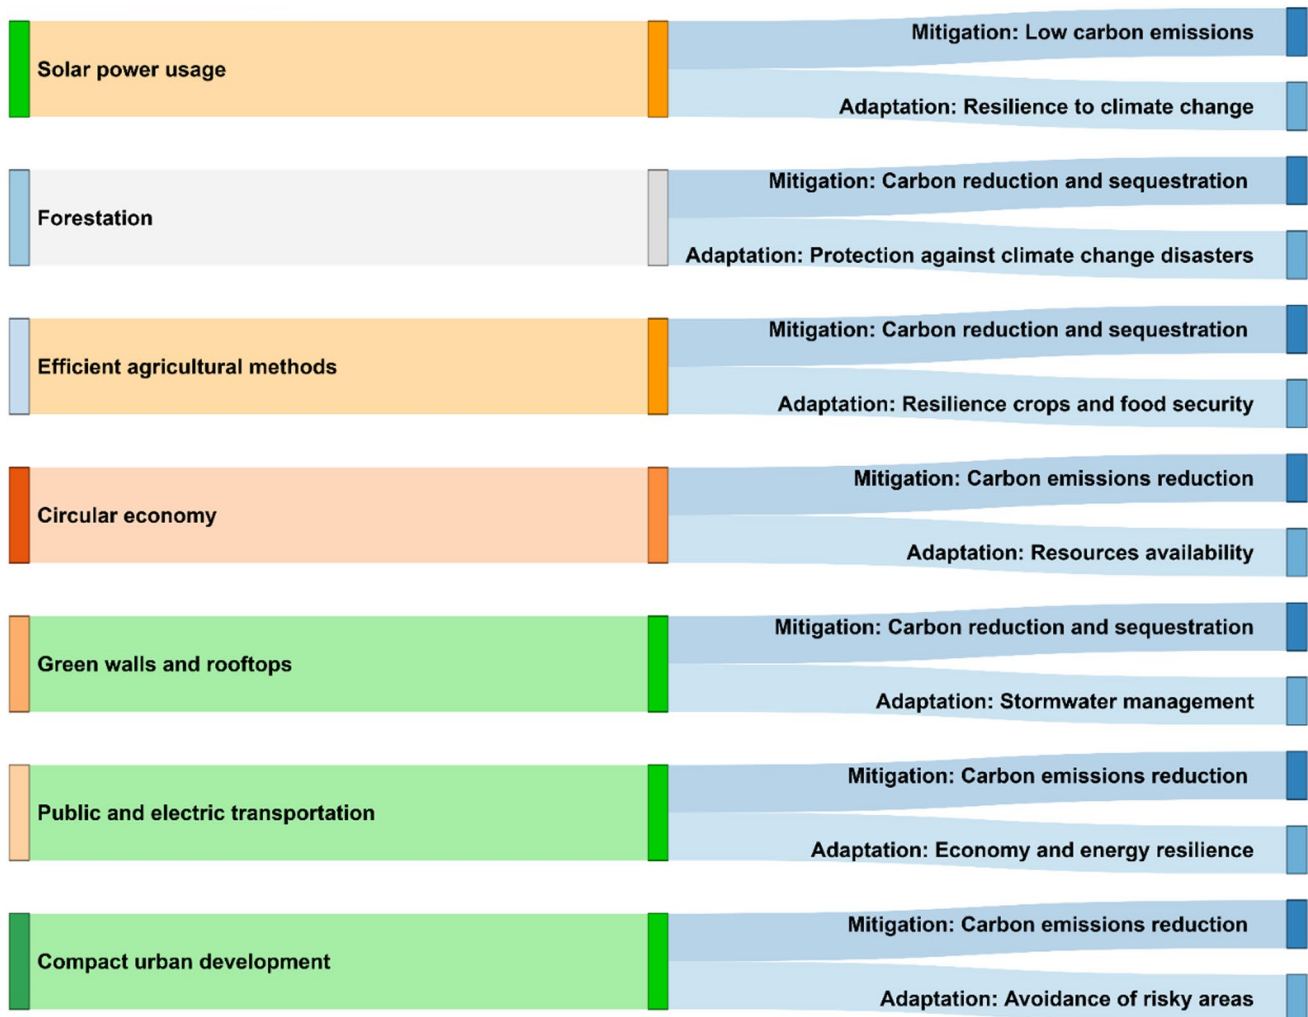 Mitigation: Low carbon emissions
Solar power usage
Adaptation: Resilience to climate change
Mitigation: Carbon reduction and sequestration
Forestation
Adaptation: Protection against climate change disasters
Mitigation: Carbon reduction and sequestration
Efficient agricultural methods
Adaptation: Resilience crops and food security
Mitigation: Carbon emissions reduction
Circular economy
Adaptation: Resources availability
Mitigation: Carbon reduction and sequestration
Green walls and rooftops
Adaptation: Stormwater management
Mitigation: Carbon emissions reduction
Public and electric transportation
Adaptation: Economy and energy resilience
Mitigation: Carbon emissions reduction
Compact urban development
Adaptation: Avoidance of risky areas